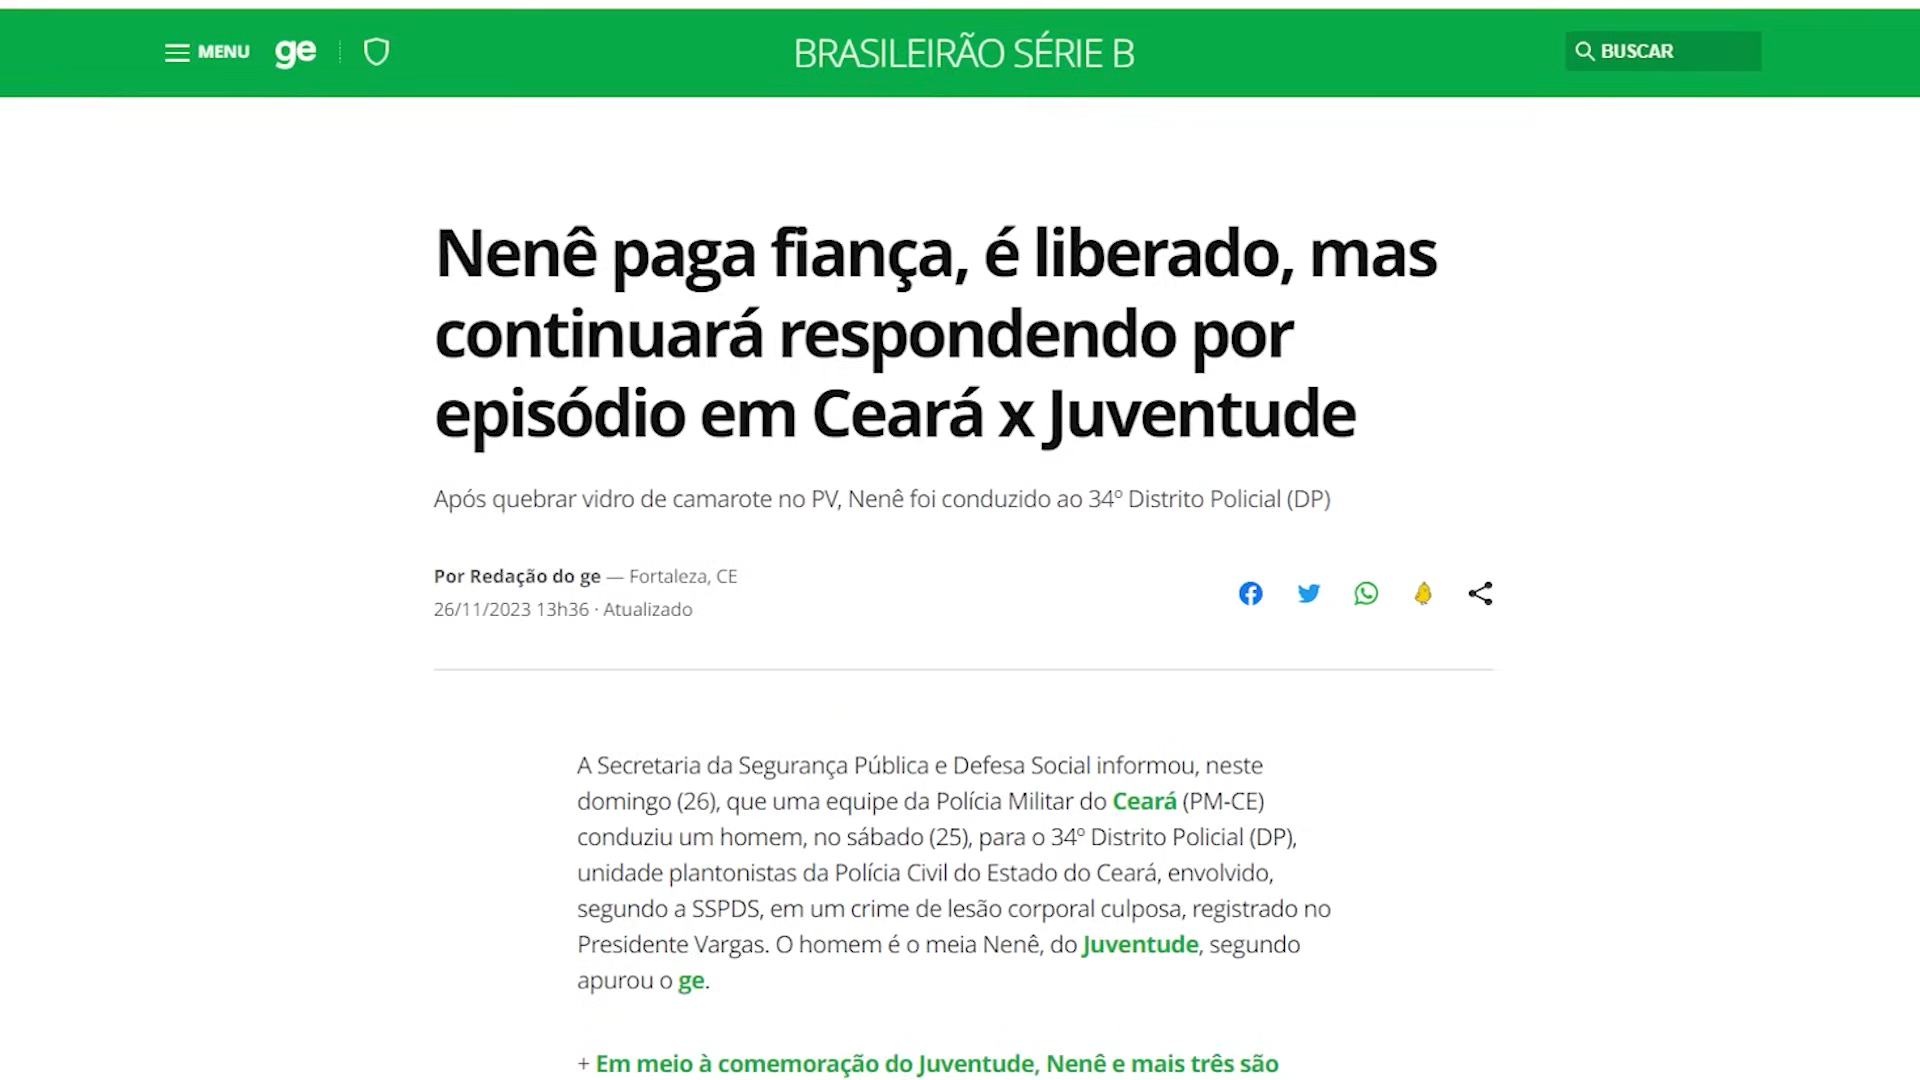 MENU ge BRASILEIRÃO SÉRIE B BUSCAR
Nenê paga fiança, é liberado, mas
continuará respondendo por
episódio em Ceará x Juventude
Após quebrar vidro de camarote no PV, Nenê foi conduzido ao 34º Distrito Policial (DP)
Por Redação do ge — Fortaleza, CE
26/11/2023 13h36 · Atualizado
A Secretaria da Segurança Pública e Defesa Social informou, neste
domingo (26), que uma equipe da Polícia Militar do Ceará (PM-CE)
conduziu um homem, no sábado (25), para o 34º Distrito Policial (DP),
unidade plantonistas da Polícia Civil do Estado do Ceará, envolvido,
segundo a SSPDS, em um crime de lesão corporal culposa, registrado no
Presidente Vargas. O homem é o meia Nenê, do Juventude, segundo
apurou o ge.
+ Em meio à comemoração do Juventude, Nenê e mais três são